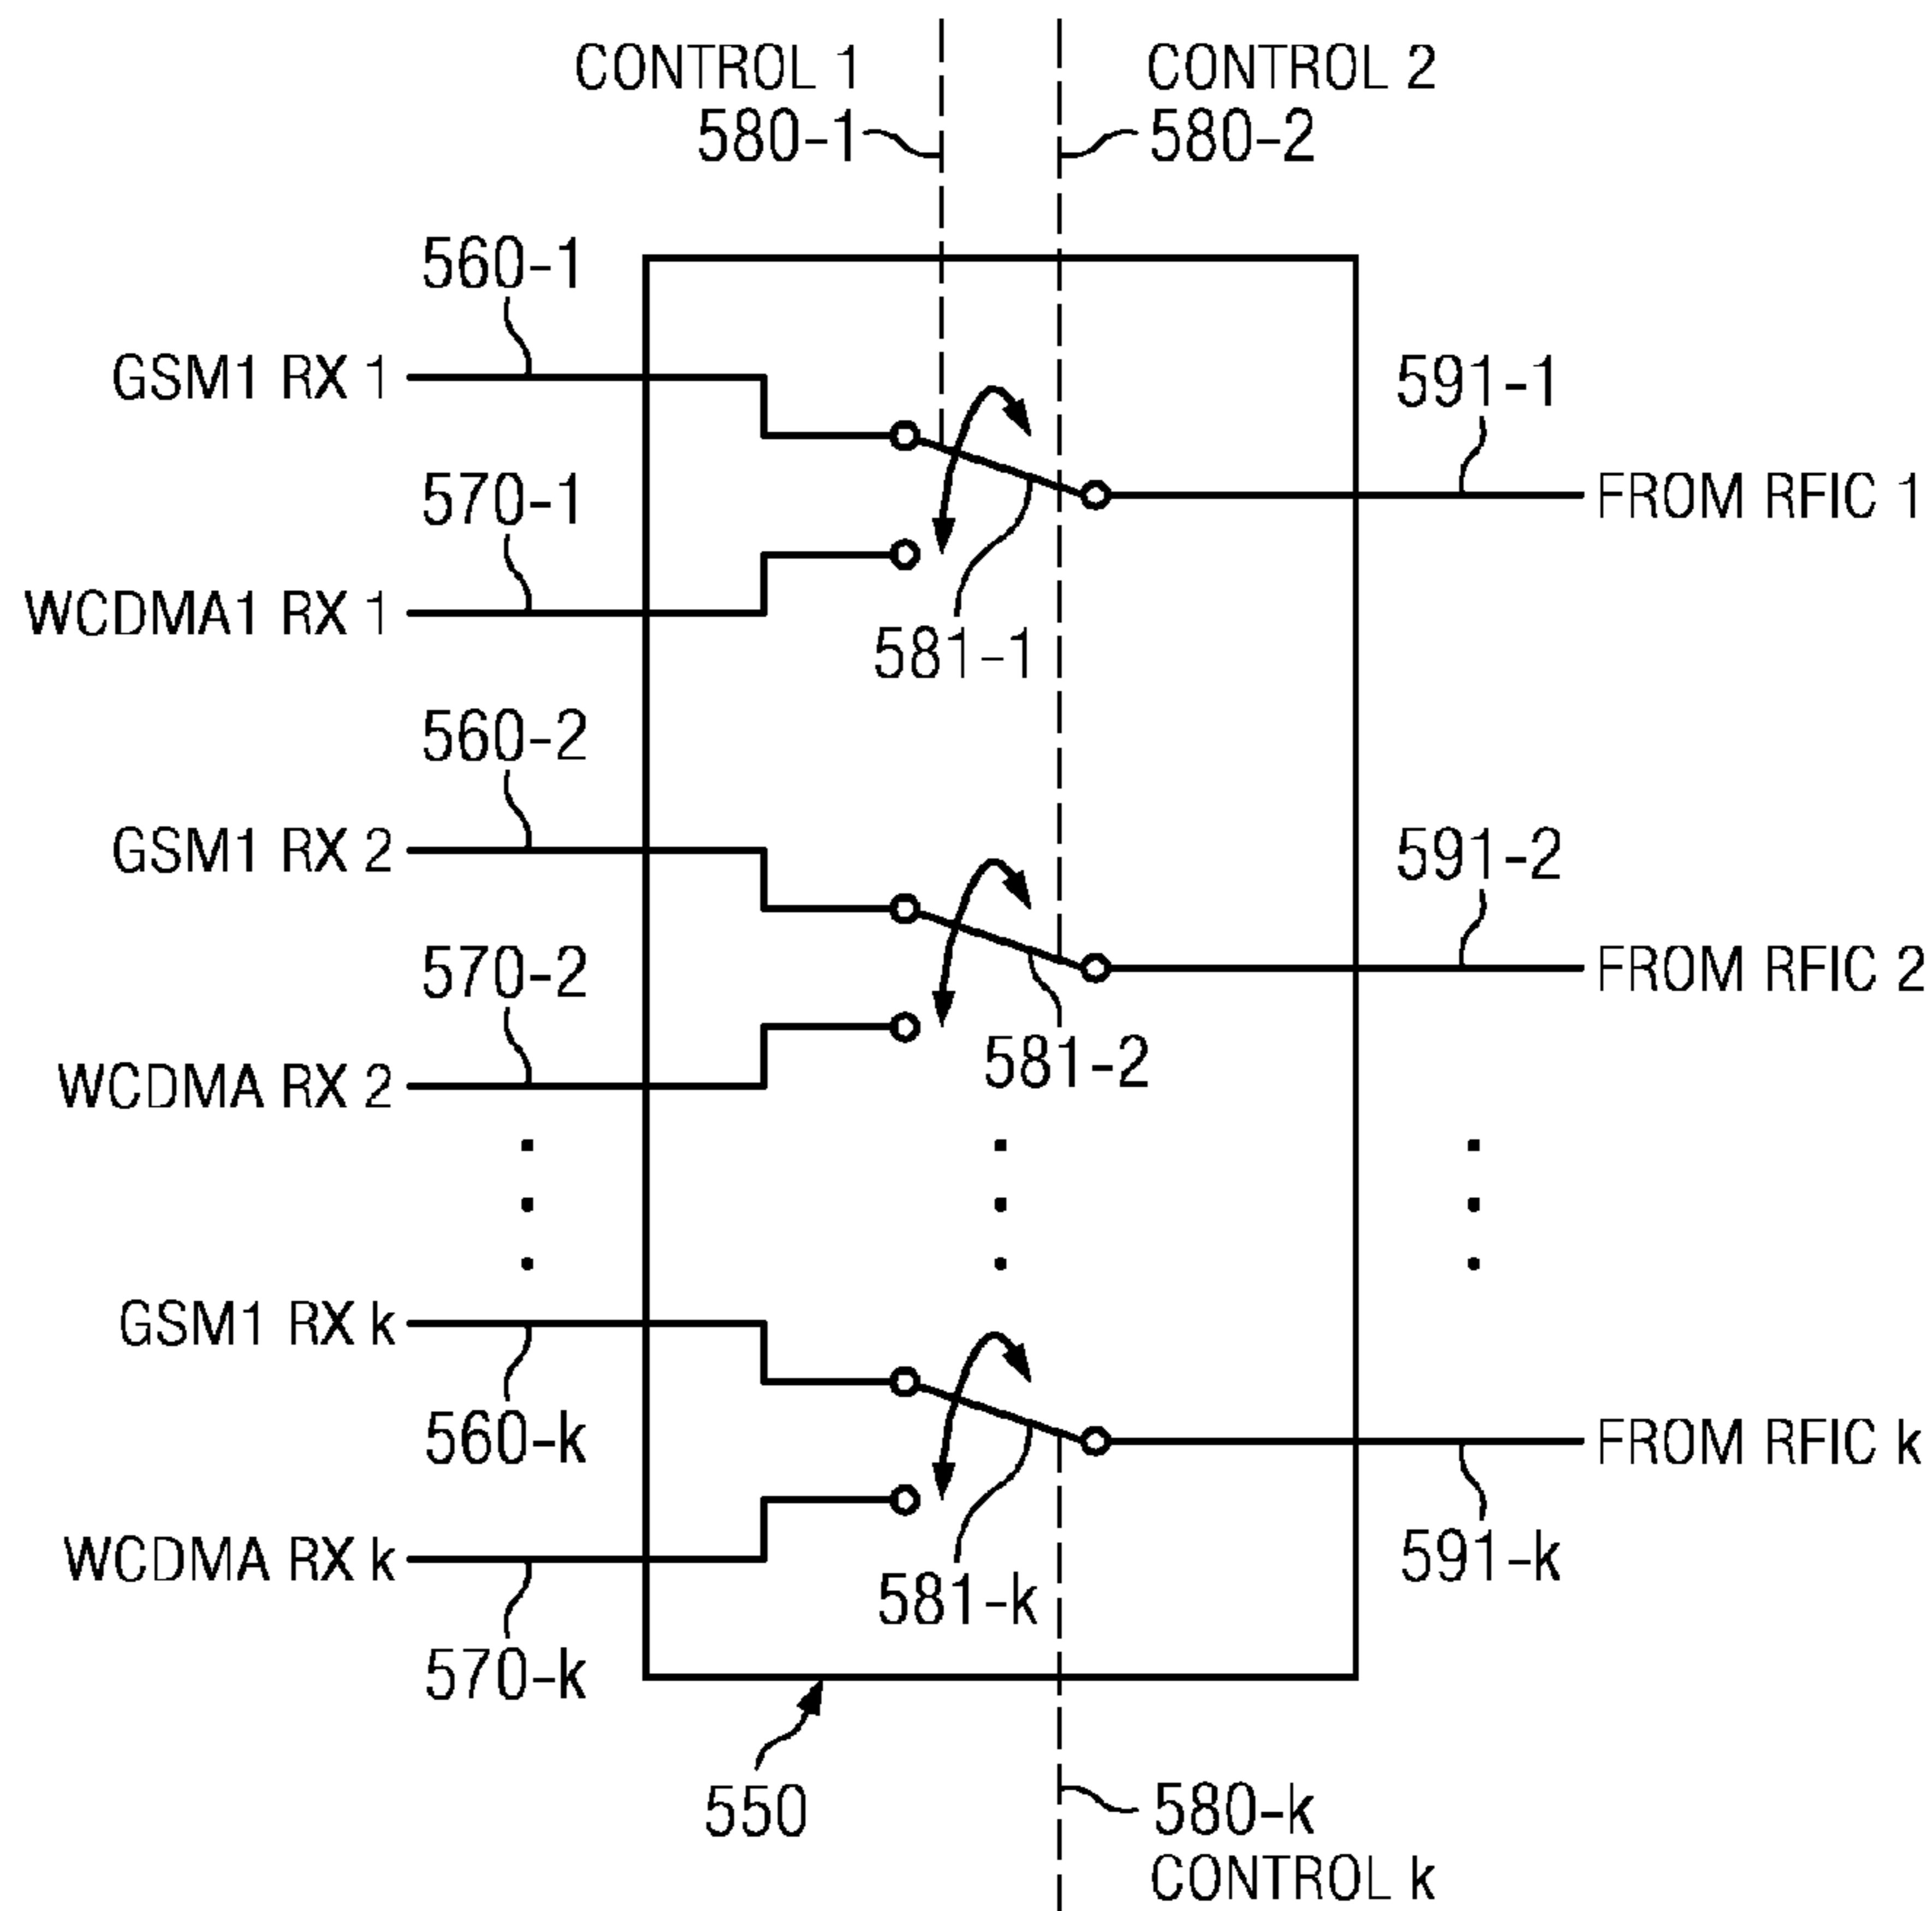 CONTROL 1
580-1
CONTROL 2
580-2
560-1
GSM1 RX 1
591-1
570-1
FROM RFIC 1
WCDMA1 RX 1
581-1
560-2
GSM1 RX 2
591-2
570-2
FROM RFIC 2
WCDMA RX 2
581-2
GSM1 RX k
560-k
FROM RFIC k
WCDMA RX k
581-k
591-k
570-k
550
580-k
CONTROL k